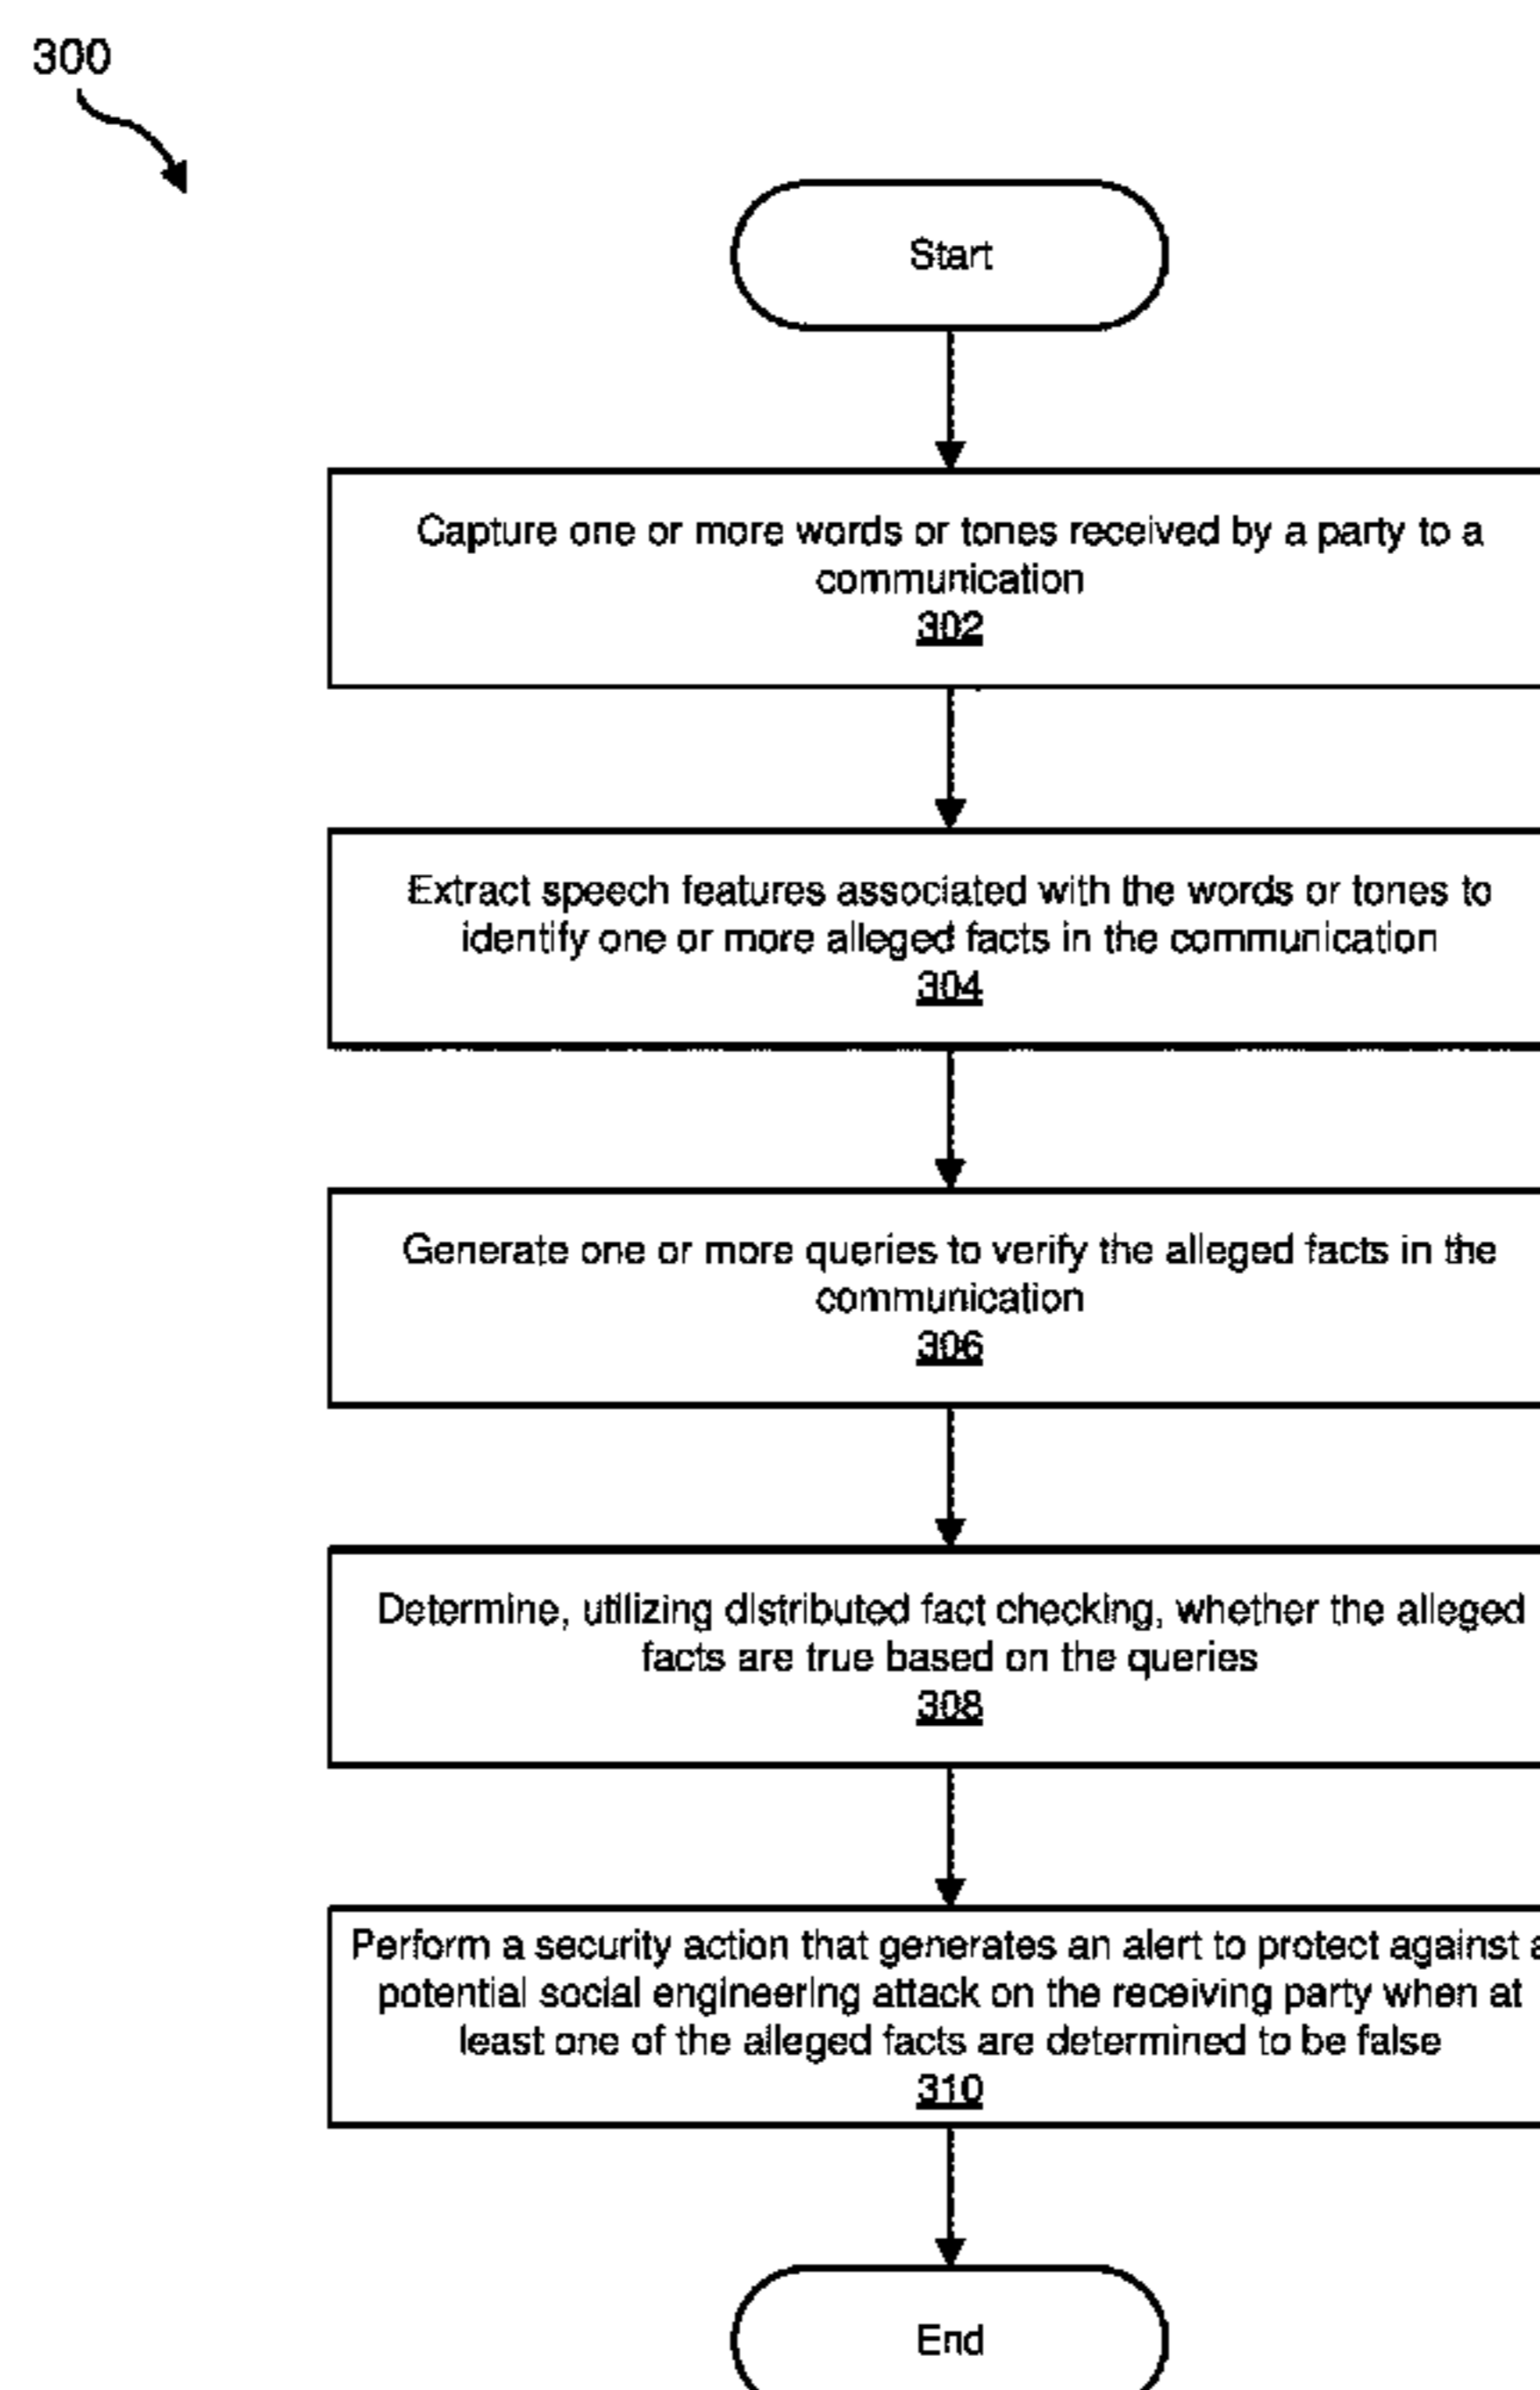 300
Start
Capture one or more words or tones received by a party to a
communication
302
Extract speech features associated with the words or tones to
identify one or more alleged facts in the communication
304
Generate one or more queries to verify the alleged facts in the
communication
306
Determine, utilizing distributed fact checking, whether the alleged
facts are true based on the queries
308
Perform a security action that generates an alert to protect against a
potential social engineering attack on the receiving party when at
least one of the alleged facts are determined to be false
310
End